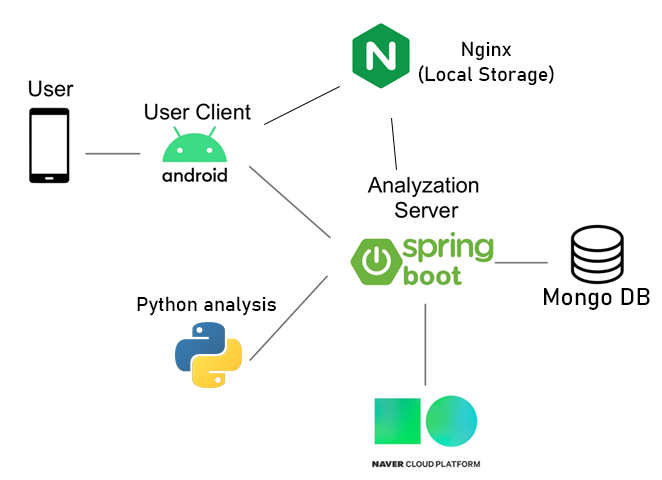 Nginx
(Local Storage)
User
User Client
android
Analyzation
Server
spring
boot
Mongo DB
Python analysis
NAVER CLOUD PLATFORM